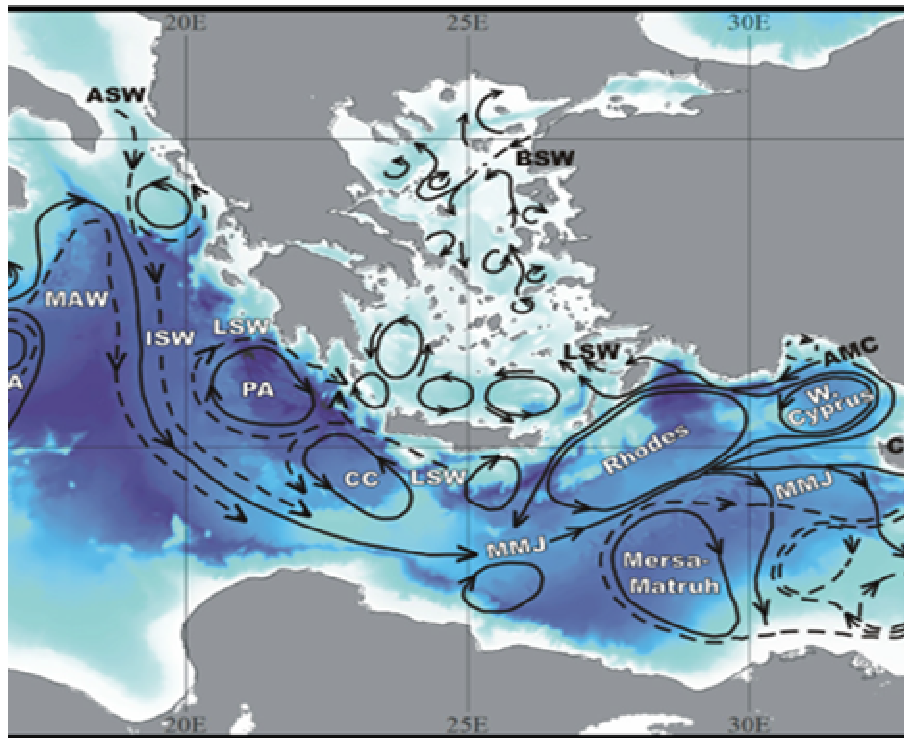 20E 25E 30E
ASW
BSW
MAW
ISW
LSW
LSW
AMC
A
PA
W.
Cyprus
Rhodes
C
CC
LSW
MMJ
MMJ
Mersa-
Matruh
20E 25E 30E